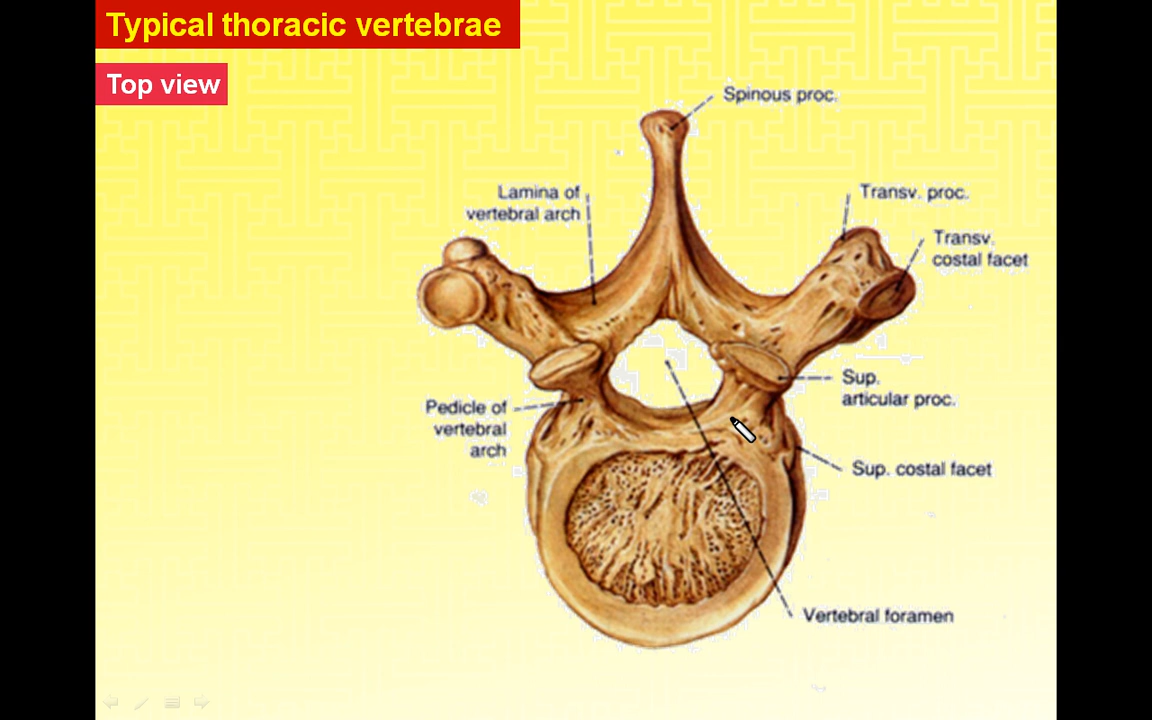 Typical thoracic vertebrae
Top view
Spinous proc.
Lamina of
vertebral arch
Transv. proc.
Transv.
costal facet
Sup.
articular proc.
Pedicle of
vertebral
arch
Sup. costal facet
Vertebral foramen